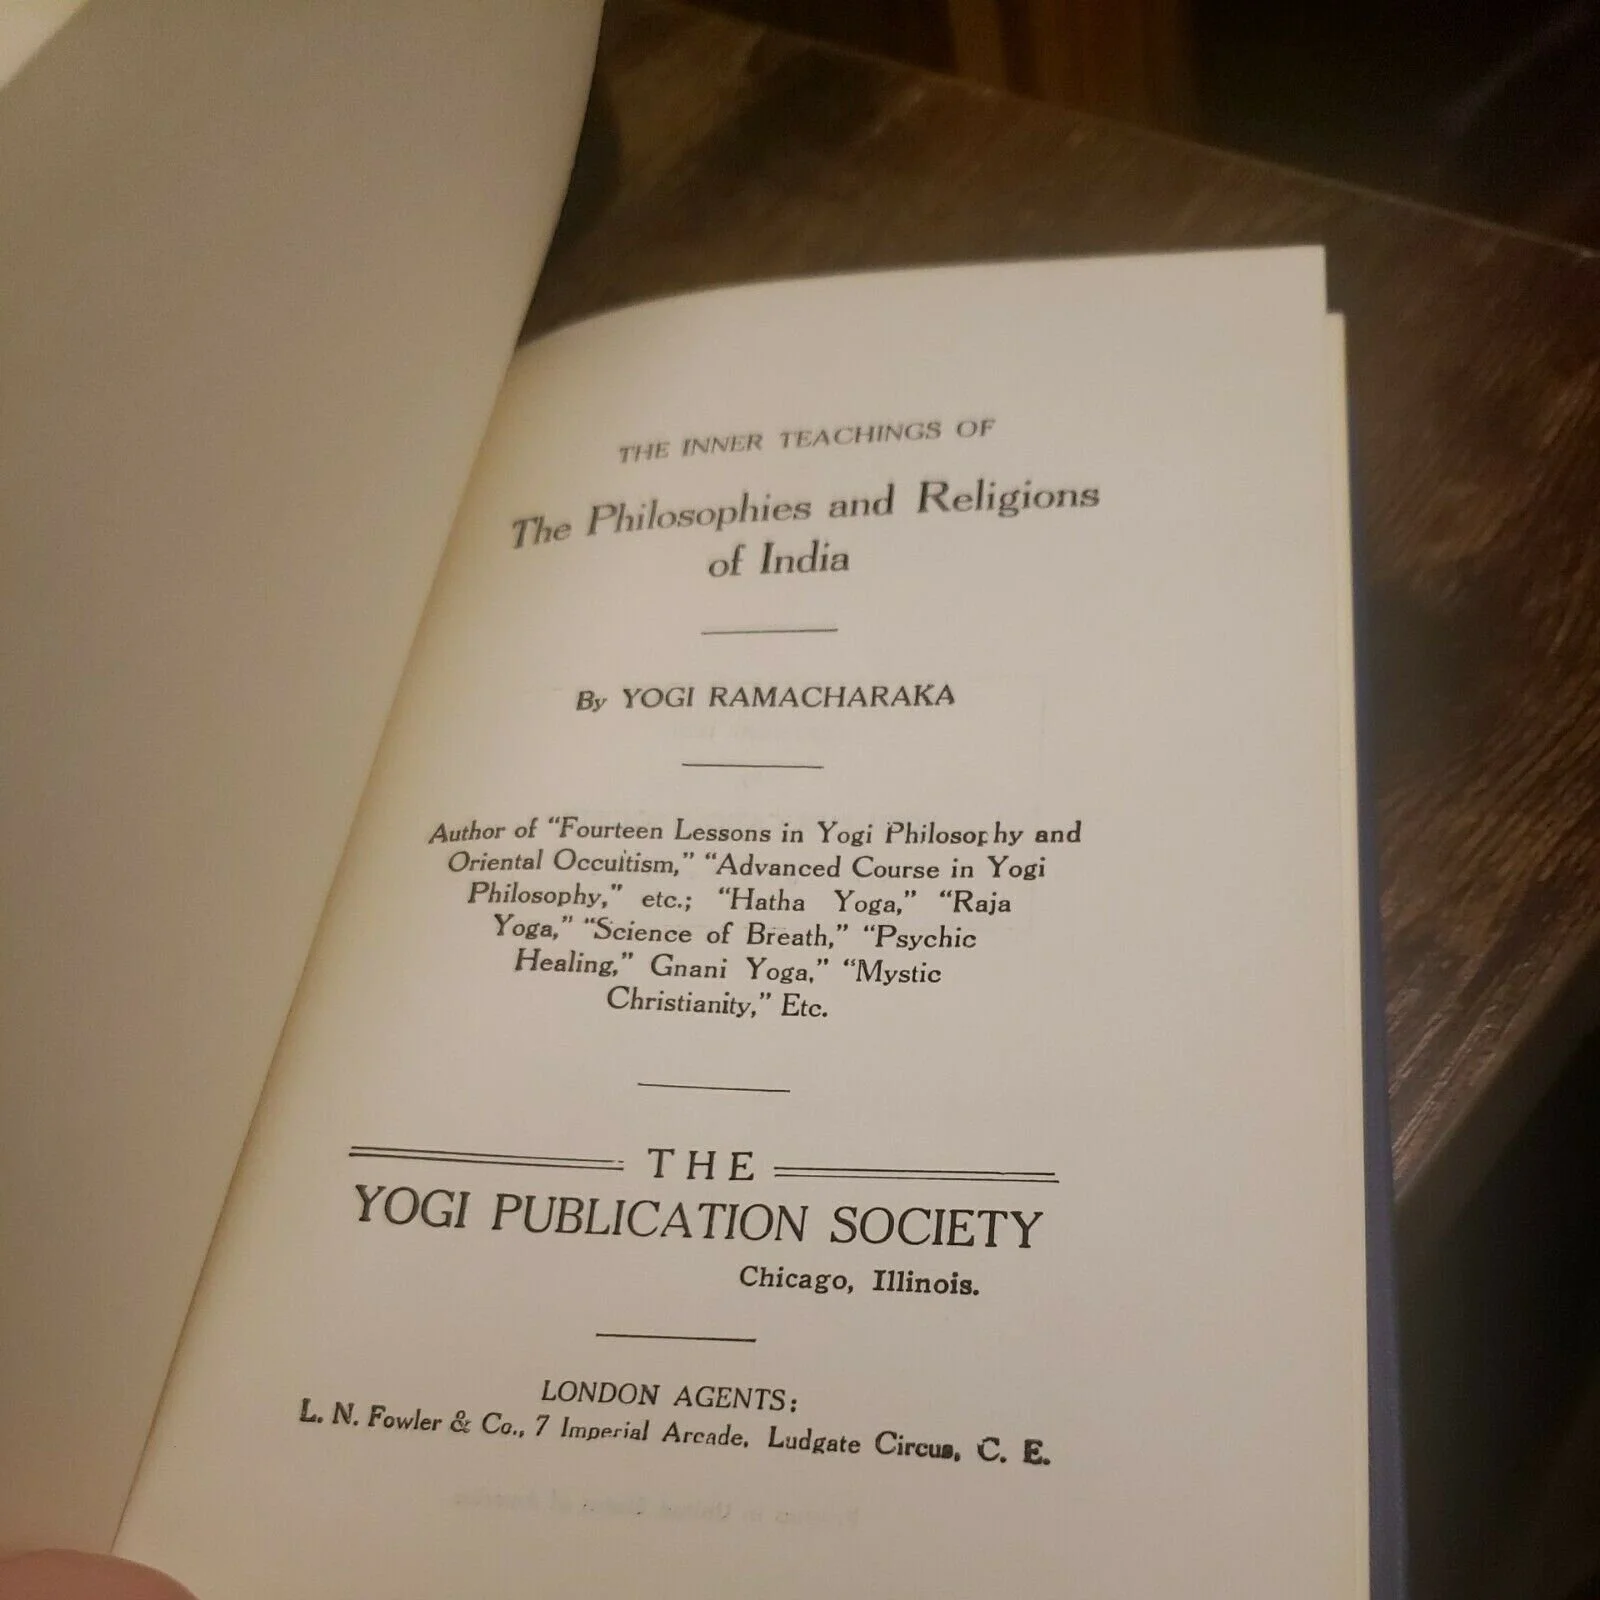 THE INNER TEACHINGS OF
The Philosophies and Religions
of India
By YOGI RAMACHARAKA
Author of “Fourteen Lessons in Yogi Philosophy and
Oriental Occultism,” “Advanced Course in Yogi
Philosophy,” etc.; “Hatha Yoga,” “Raja
Yoga,” “Science of Breath,” “Psychic
Healing,” Gnani Yoga,” “Mystic
Christianity,” Etc.
THE
YOGI PUBLICATION SOCIETY
Chicago, Illinois.
LONDON AGENTS:
L. N. Fowler & Co., 7 Imperial Arcade, Ludgate Circus, C. E.